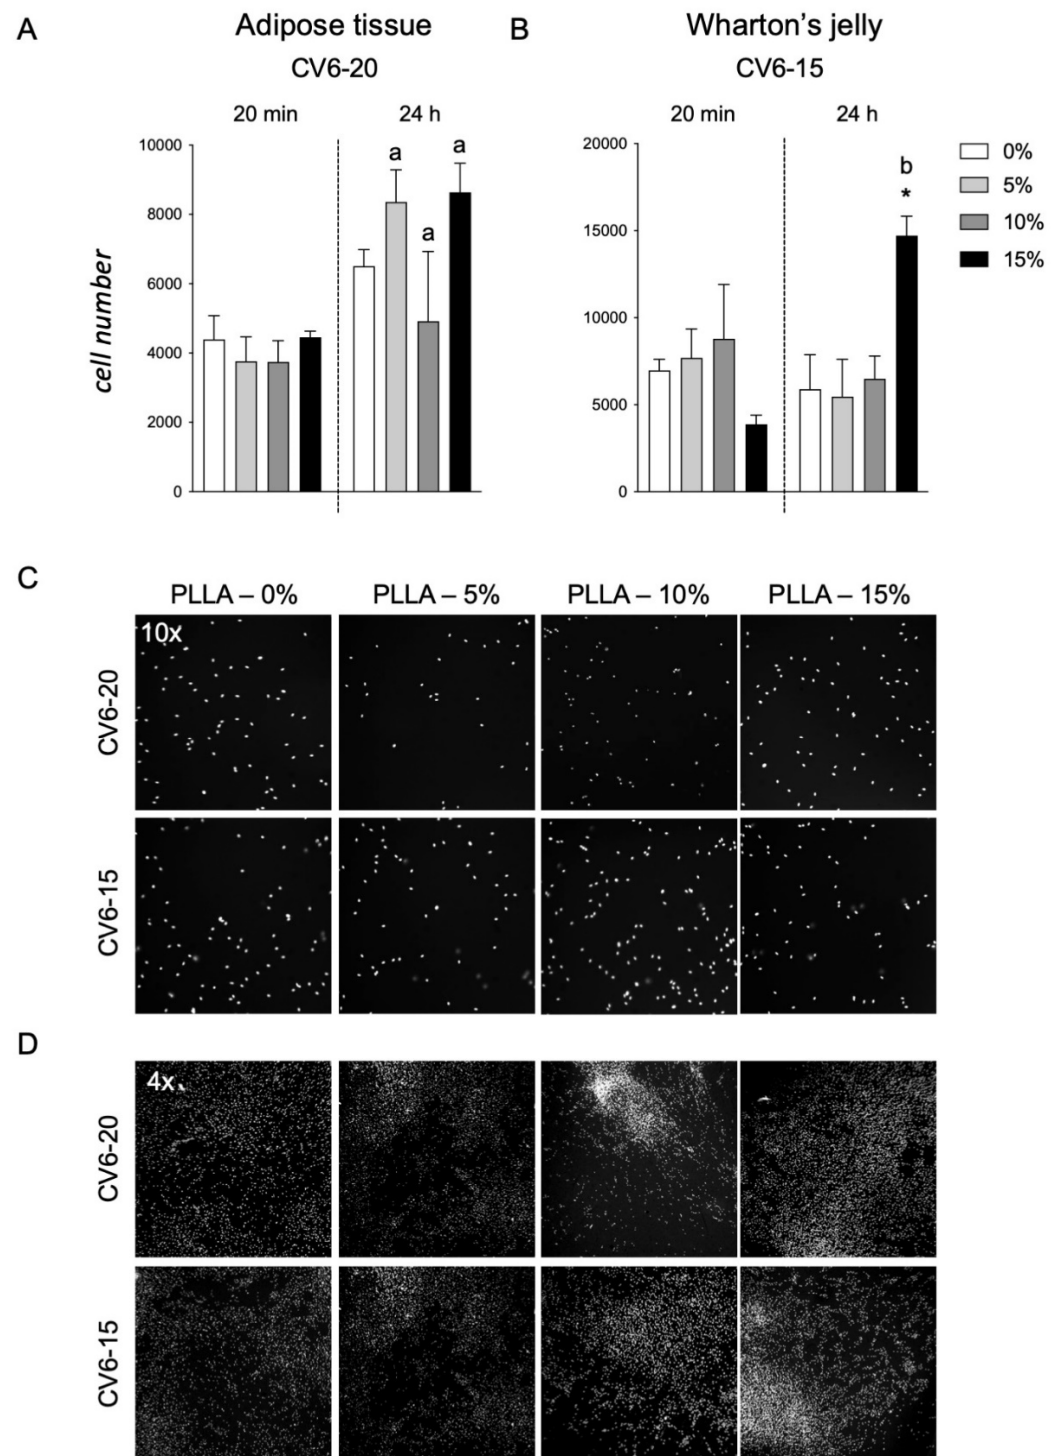 A
Adipose tissue
CV6-20
20 min
24 h
10000
8000
6000
4000
2000
0
cell number
a
a
a
B
Wharton’s jelly
CV6-15
20 min
24 h
20000
15000
10000
5000
0
b
*
0%
5%
10%
15%
C
PLLA – 0%
PLLA – 5%
PLLA – 10%
PLLA – 15%
10x
CV6-20
CV6-15
D
4x
CV6-20
CV6-15